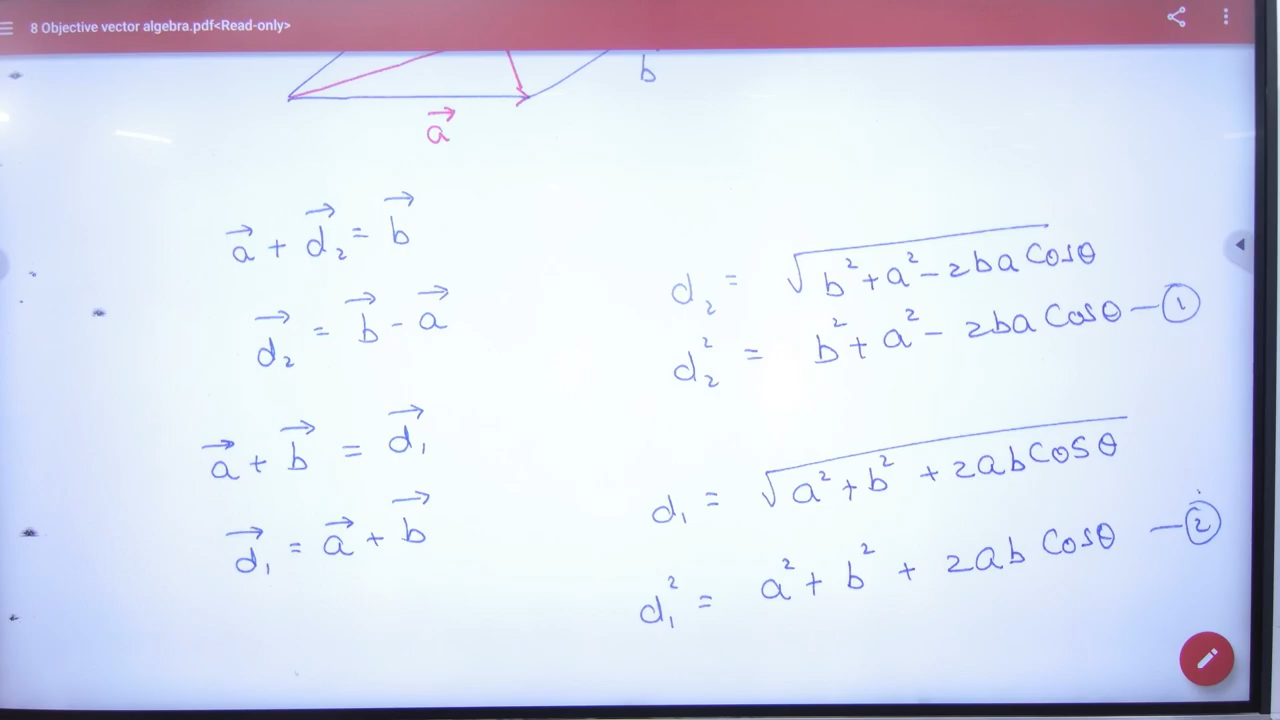 8 Objective vector algebra.pdf<Read-only>
b
→a
→a + →d₂ = →b
→d₂ = →b - →a
→a + →b = →d₁
→d₁ = →a + →b
d₂ = √b² + a² - 2ba Cosθ
d₂² = b² + a² - 2ba Cosθ — ①
d₁ = √a² + b² + 2ab Cosθ
d₁² = a² + b² + 2ab Cosθ — ②